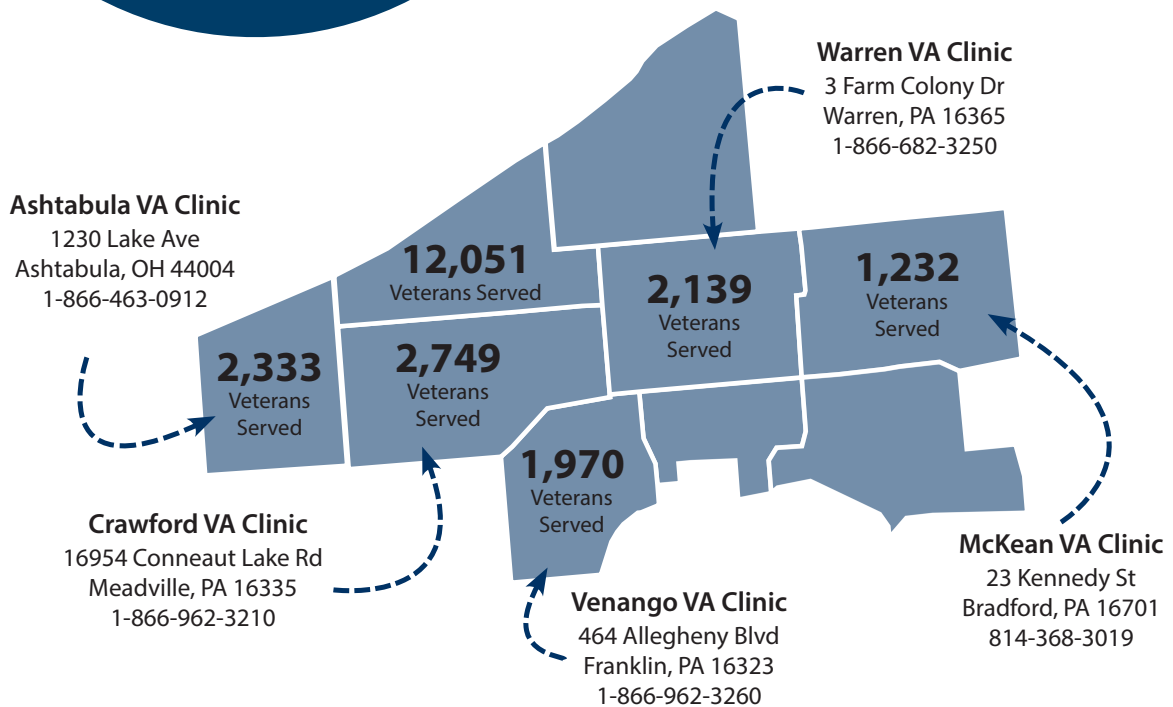 Warren VA Clinic
3 Farm Colony Dr
Warren, PA 16365
1-866-682-3250
Ashtabula VA Clinic
1230 Lake Ave
Ashtabula, OH 44004
1-866-463-0912
12,051
Veterans Served
2,139
Veterans
Served
1,232
Veterans
Served
2,333
Veterans
Served
2,749
Veterans
Served
1,970
Veterans
Served
Crawford VA Clinic
16954 Conneaut Lake Rd
Meadville, PA 16335
1-866-962-3210
Venango VA Clinic
464 Allegheny Blvd
Franklin, PA 16323
1-866-962-3260
McKean VA Clinic
23 Kennedy St
Bradford, PA 16701
814-368-3019